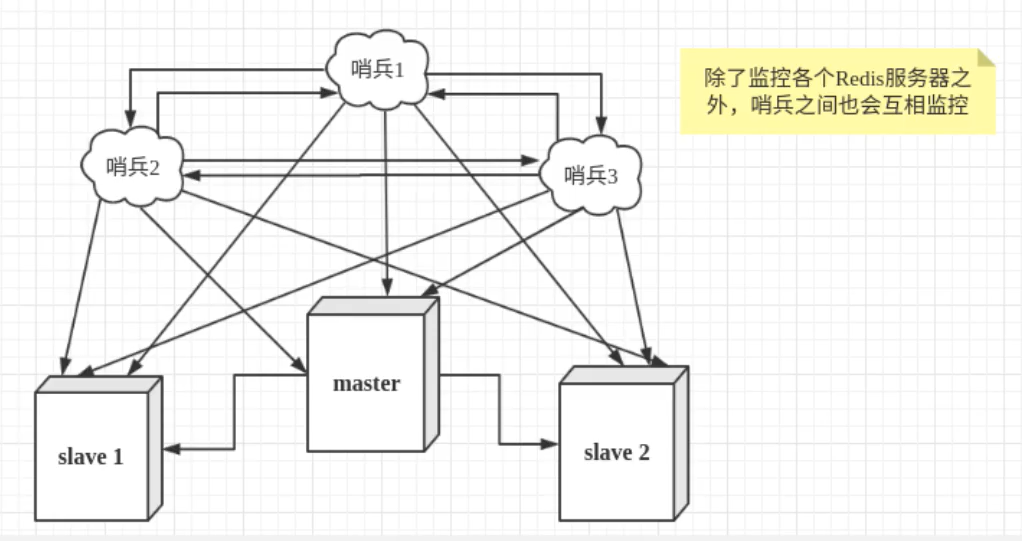 哨兵1
除了监控各个Redis服务器之
外，哨兵之间也会互相监控
哨兵2
哨兵3
master
slave 1
slave 2